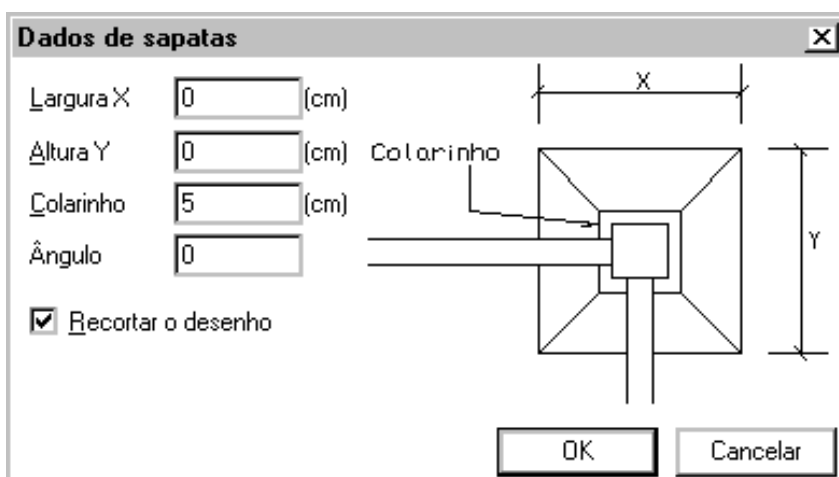 Dados de sapatas
Largura X 0 (cm)
Altura Y 0 (cm)
Colarinho 5 (cm)
Ângulo 0
Recortar o desenho
X
Colarinho
Y
OK Cancelar